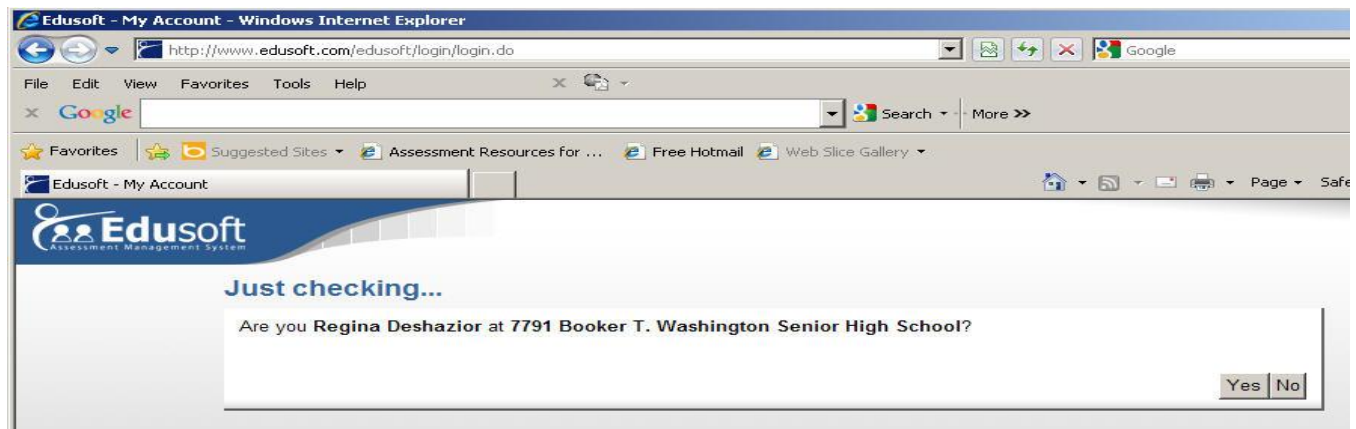 Edusoft - My Account - Windows Internet Explorer
http://www.edusoft.com/edusoft/login/login.do Google
File Edit View Favorites Tools Help
Google Search More >>
Favorites Suggested Sites Assessment Resources for ... Free Hotmail Web Slice Gallery
Edusoft - My Account Page Safe
Edusoft
Assessment Management System
Just checking...
Are you Regina Deshazior at 7791 Booker T. Washington Senior High School?
Yes No